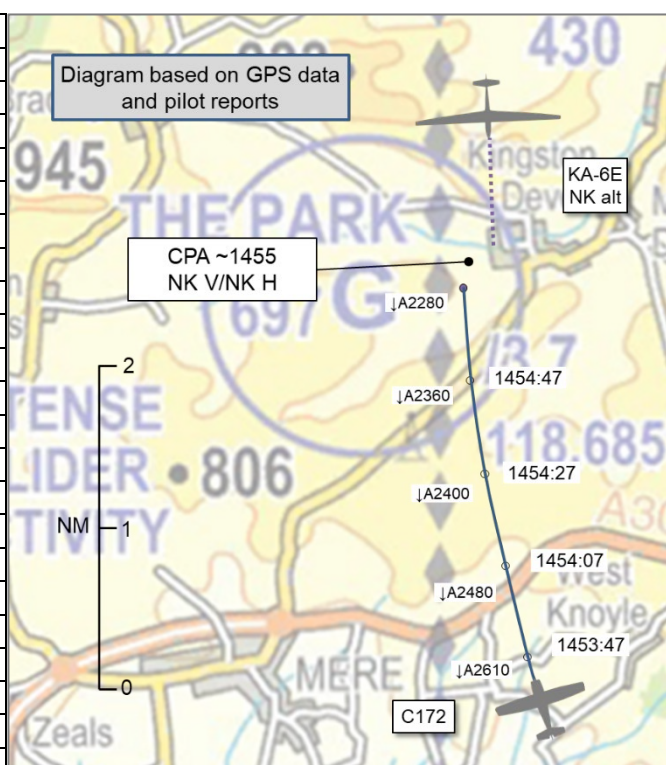 Diagram based on GPS data
and pilot reports
430
945
Kingston
KA-6E
NK alt
THE PARK
CPA ~1455
NK V/NK H
697 G
↓A2280
2
1454:47
↓A2360
118.685
• 806
1454:27
↓A2400
NM
1
1454:07
↓A2480
West
Knoyle
1453:47
↓A2610
MERE
0
C172
Zeals